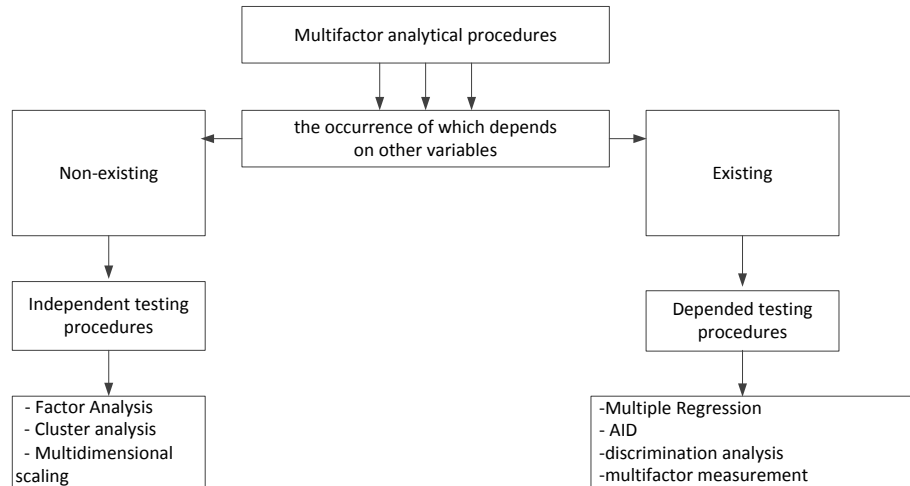 Multifactor analytical procedures
the occurrence of which depends
on other variables
Non-existing
Existing
Independent testing
procedures
Depended testing
procedures
- Factor Analysis
- Cluster analysis
- Multidimensional
scaling
-Multiple Regression
- AID
-discrimination analysis
-multifactor measurement